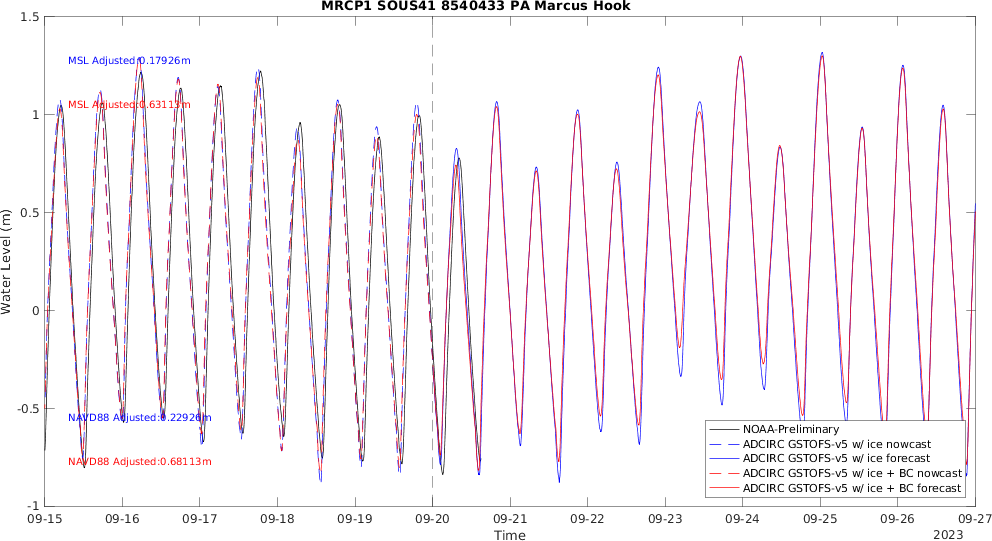 MRCP1 SOUS41 8540433 PA Marcus Hook
1.5
MSL Adjusted:0.17926m
MSL Adjusted:0.63113m
1
0.5
Water Level (m)
0
-0.5
NAVD88 Adjusted:0.22926m
NAVD88 Adjusted:0.68113m
-1
NOAA-Preliminary
ADCIRC GSTOFS-v5 w/ ice nowcast
ADCIRC GSTOFS-v5 w/ ice forecast
ADCIRC GSTOFS-v5 w/ ice + BC nowcast
ADCIRC GSTOFS-v5 w/ ice + BC forecast
09-15 09-16 09-17 09-18 09-19 09-20 09-21 09-22 09-23 09-24 09-25 09-26 09-27
Time
2023